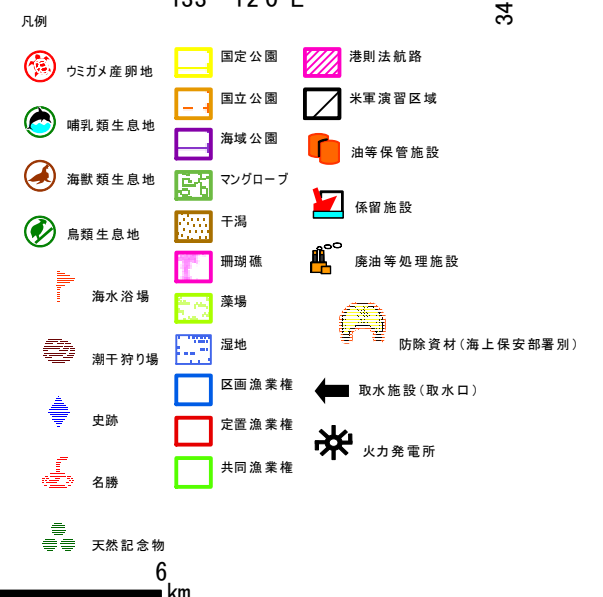 133° 12'0"E
34
凡例
ウミガメ産卵地
哺乳類生息地
海獣類生息地
鳥類生息地
海水浴場
潮干狩り場
史跡
名勝
天然記念物
国定公園
国立公園
海域公園
マングローブ
干潟
珊瑚礁
藻場
湿地
区画漁業権
定置漁業権
共同漁業権
港則法航路
米軍演習区域
油等保管施設
係留施設
廃油等処理施設
防除資材(海上保安部署別)
取水施設(取水口)
火力発電所
6
km